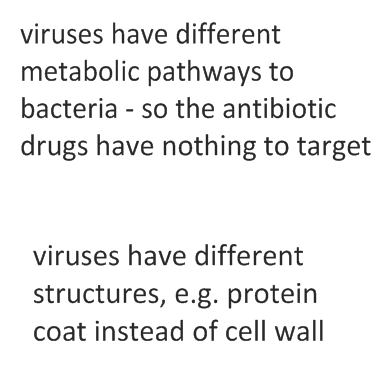 viruses have different
metabolic pathways to
bacteria - so the antibiotic
drugs have nothing to target
viruses have different
structures, e.g. protein
coat instead of cell wall